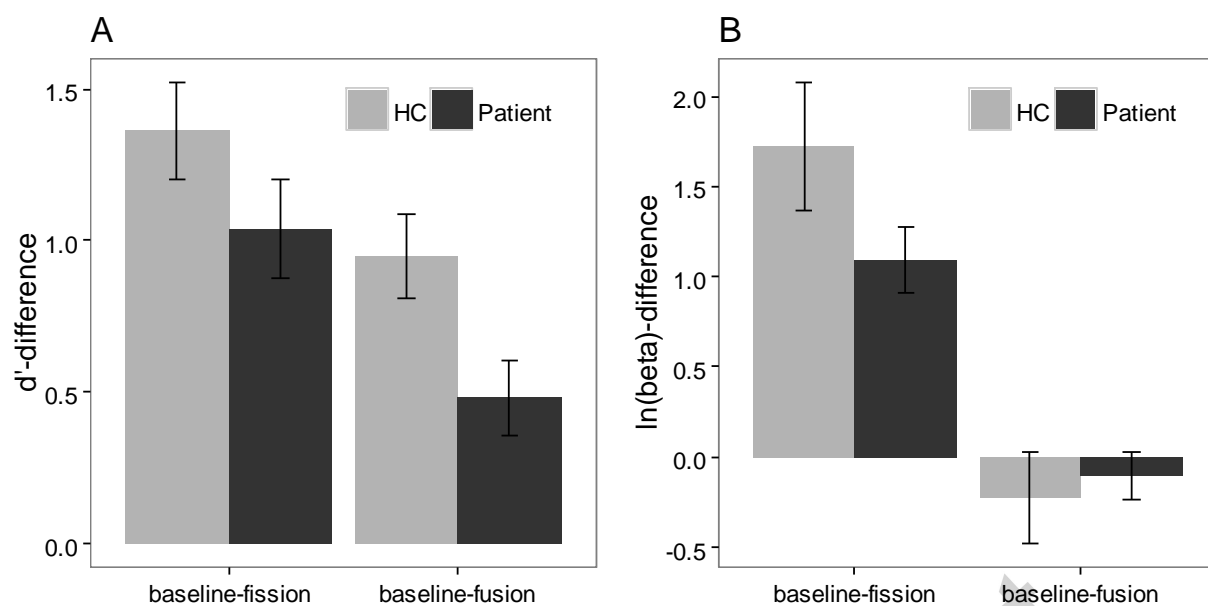 A
B
HC Patient
HC Patient
d'-difference
1.5
1.0
0.5
0.0
baseline-fission baseline-fusion
ln(beta)-difference
2.0
1.5
1.0
0.5
0.0
-0.5
baseline-fission baseline-fusion